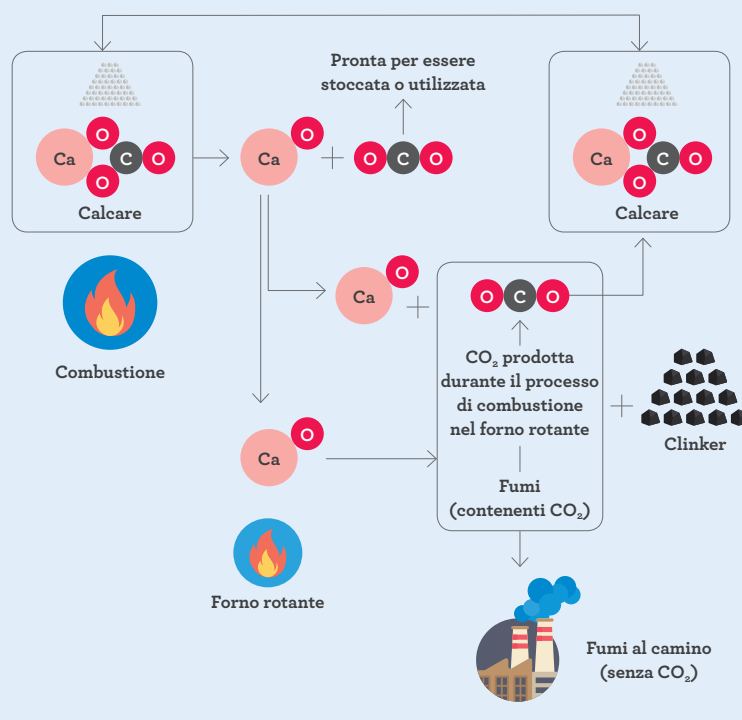 Pronta per essere
stoccata o utilizzata
Ca
O
O
C
O
Calcare
Ca
O
+
O
C
O
Ca
O
O
C
O
Calcare
Combustione
Ca
O
+
O
C
O
CO₂ prodotta
durante il processo
di combustione
nel forno rotante
Fumi
(contenenti CO₂)
+
Clinker
Ca
O
Forno rotante
Fumi al camino
(senza CO₂)